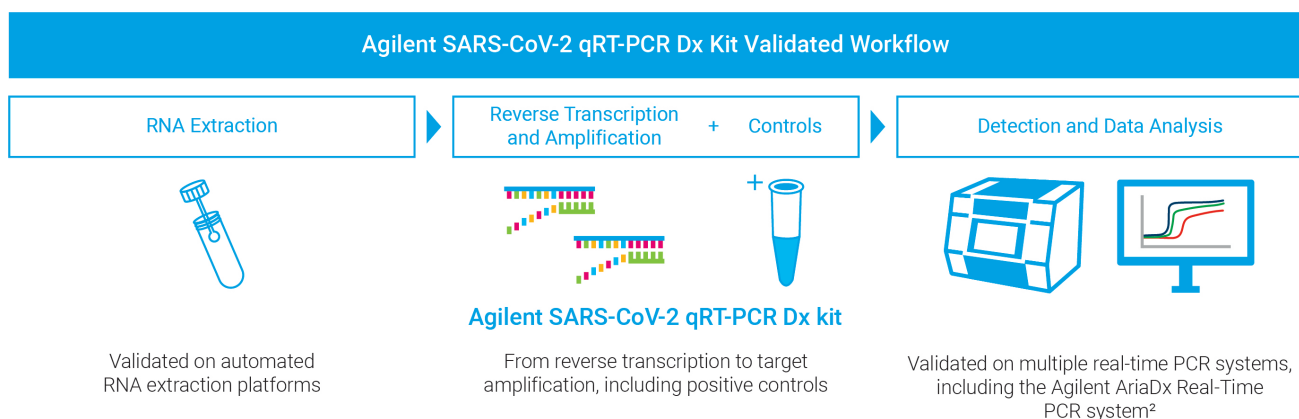 Agilent SARS-CoV-2 qRT-PCR Dx Kit Validated Workflow
RNA Extraction
Reverse Transcription
and Amplification
+
Controls
Detection and Data Analysis
+
Agilent SARS-CoV-2 qRT-PCR Dx kit
Validated on automated
RNA extraction platforms
From reverse transcription to target
amplification, including positive controls
Validated on multiple real-time PCR systems,
including the Agilent AriaDx Real-Time
PCR system²